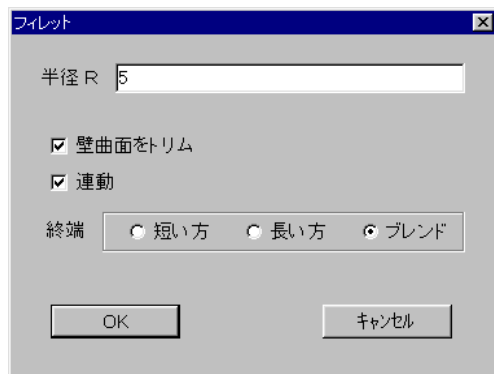 フィレット
半径 R 5
壁曲面をトリム
連動
終端 短い方 長い方 ブレンド
OK キャンセル